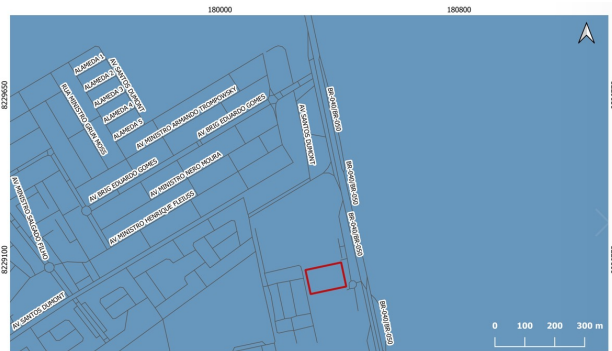 180000
180800
8229650
8229100
ALAMEDA 1
ALAMEDA 2
ALAMEDA 3
ALAMEDA 4
ALAMEDA 5
AV SANTOS DUMONT
RUA MINISTRO GRUN MOSS
AV MINISTRO ARMANDO TROMPOWSKY
AV BRIG EDUARDO GOMES
AV SANTOS DUMONT
BR-040/BR-050
AV BRIG EDUARDO GOMES
AV MINISTRO NERO MOURA
BR-040/BR-050
AV MINISTRO SALGADO FILHO
AV MINISTRO HENRIQUE FLEIUSS
BR-040/BR-050
AV SANTOS DUMONT
BR-040/BR-050
0 100 200 300 m